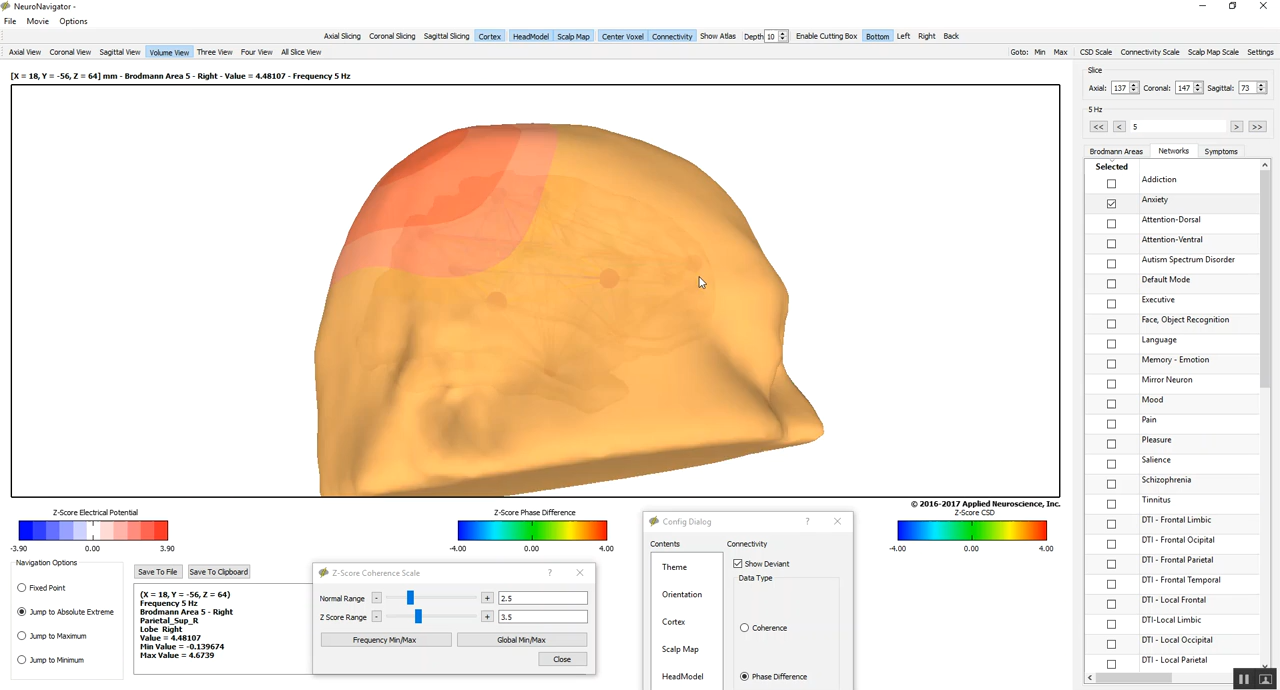 NeuroNavigator -
File Movie Options
Axial Slicing Coronal Slicing Sagittal Slicing Cortex HeadModel Scalp Map Center Voxel Connectivity Show Atlas Depth 10 Enable Cutting Box Bottom Left Right Back
Axial View Coronal View Sagittal View Volume View Three View Four View All Slice View Goto: Min Max CSD Scale Connectivity Scale Scalp Map Scale Settings
[X = 18, Y = -56, Z = 64] mm - Brodmann Area 5 - Right - Value = 4.48107 - Frequency 5 Hz
Slice
Axial: 137 Coronal: 147 Sagittal: 73
5 Hz
<< < 5 > >>
Brodmann Areas Networks Symptoms
Selected
Addiction
Anxiety
Attention-Dorsal
Attention-Ventral
Autism Spectrum Disorder
Default Mode
Executive
Face, Object Recognition
Language
Memory - Emotion
Mirror Neuron
Mood
Pain
Pleasure
Salience
Schizophrenia
Tinnitus
DTI - Frontal Limbic
DTI - Frontal Ocipital
DTI - Frontal Parietal
DTI - Frontal Temporal
DTI - Local Frontal
DTI-Local Limbic
DTI - Local Occipital
DTI - Local Parietal
© 2016-2017 Applied Neuroscience, Inc.
Z-Score Electrical Potential
-3.90 0.00 3.90
Z-Score Phase Difference
-4.00 0.00 4.00
Z-Score CSD
-4.00 0.00 4.00
Navigation Options
Fixed Point
Jump to Absolute Extreme
Jump to Maximum
Jump to Minimum
Save To File Save To Clipboard
(X = 18, Y = -56, Z = 64)
Frequency 5 Hz
Brodmann Area 5 - Right
Parietal_Sup_R
Lobe Right
Value = 4.48107
Min Value = -0.139674
Max Value = 4.6739
Z-Score Coherence Scale ?
Normal Range - + 2.5
Z Score Range - + 3.5
Frequency Min/Max Global Min/Max
Close
Config Dialog ?
Contents
Theme
Orientation
Cortex
Scalp Map
HeadModel
Connectivity
Show Deviant
Data Type
Coherence
Phase Difference